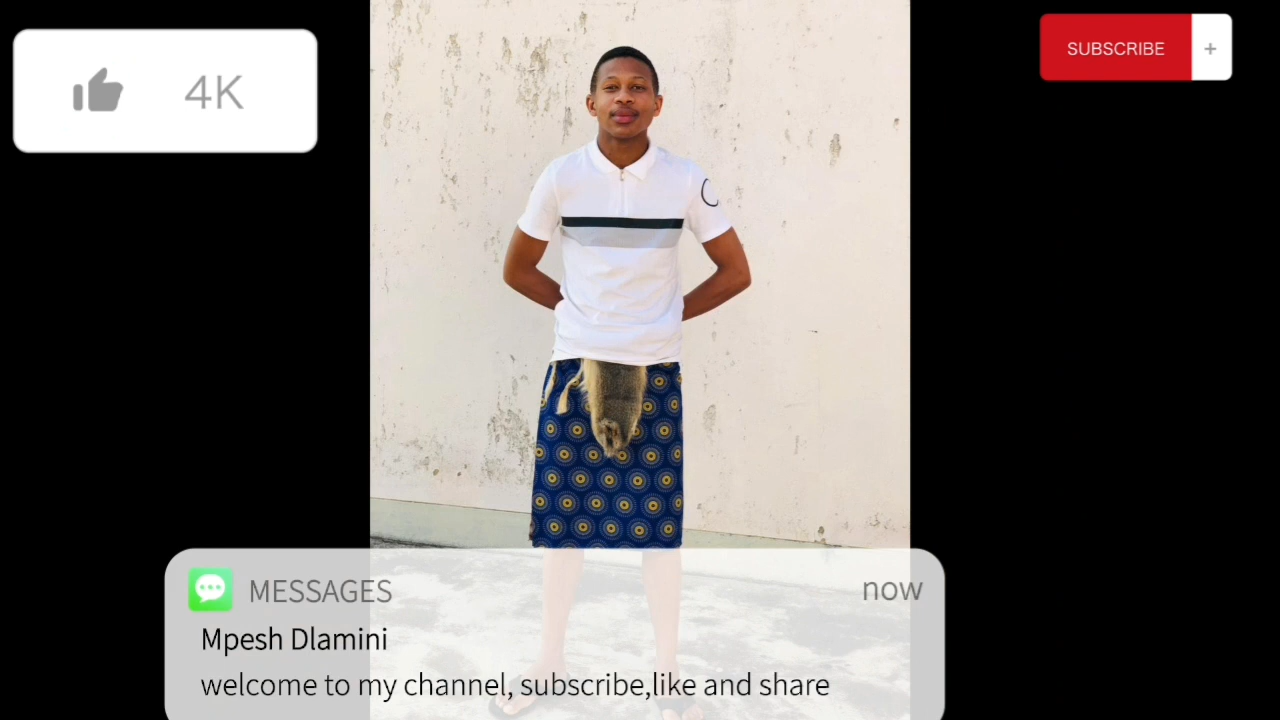 4K
SUBSCRIBE +
MESSAGES now
Mpesh Dlamini
welcome to my channel, subscribe,like and share